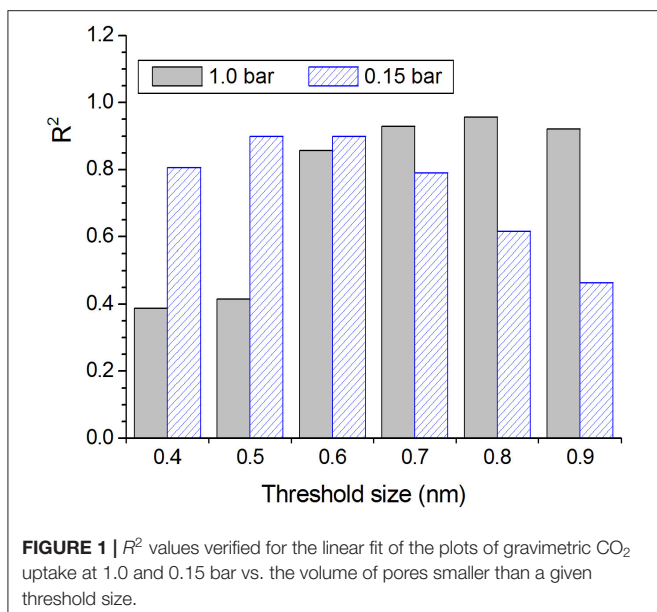 1.2
1.0 bar 0.15 bar
1.0
R²
0.8
0.6
0.4
0.2
0.0
0.4 0.5 0.6 0.7 0.8 0.9
Threshold size (nm)
FIGURE 1 | R² values verified for the linear fit of the plots of gravimetric CO₂
uptake at 1.0 and 0.15 bar vs. the volume of pores smaller than a given
threshold size.